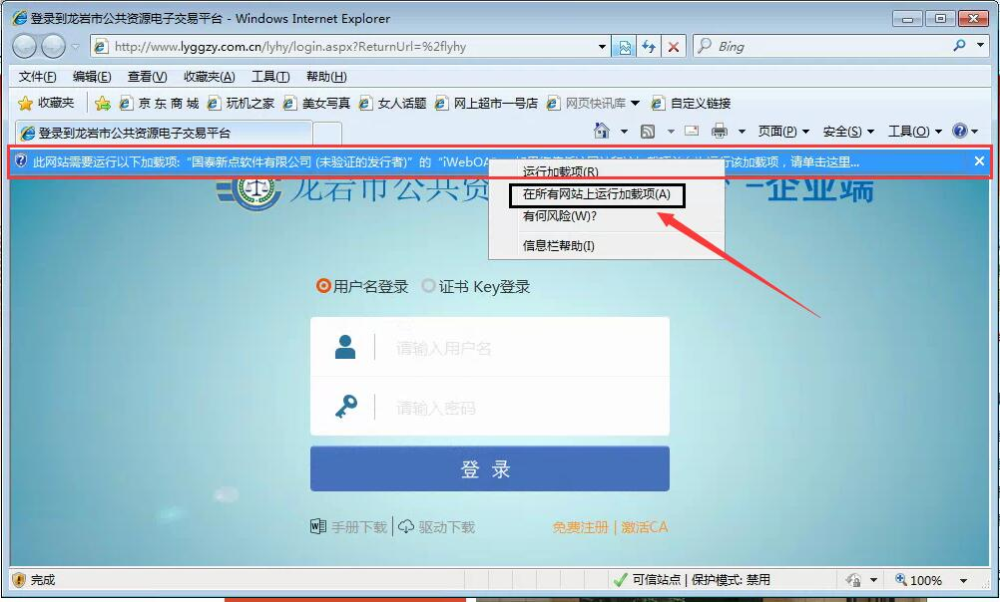 登录到龙岩市公共资源电子交易平台 - Windows Internet Explorer
http://www.lyggzy.com.cn/lyhy/login.aspx?ReturnUrl=%2flyhy
Bing
文件(F) 编辑(E) 查看(V) 收藏夹(A) 工具(T) 帮助(H)
收藏夹 京 东 商 城 玩机之家 美女写真 女人话题 网上超市一号店 网页快讯库 自定义链接
登录到龙岩市公共资源电子交易平台 页面(P) 安全(S) 工具(O)
此网站需要运行以下加载项:“国泰新点软件有限公司 (未验证的发行者)”的“iWebOA 运行该加载项，请单击这里...
运行加载项(R)
在所有网站上运行加载项(A)
有何风险(W)?
信息栏帮助(I)
龙岩市公共资 -企业端
用户名登录 证书 Key登录
请输入用户名
请输入密码
登 录
手册下载 驱动下载 免费注册 | 激活CA
完成 可信站点 | 保护模式: 禁用 100%